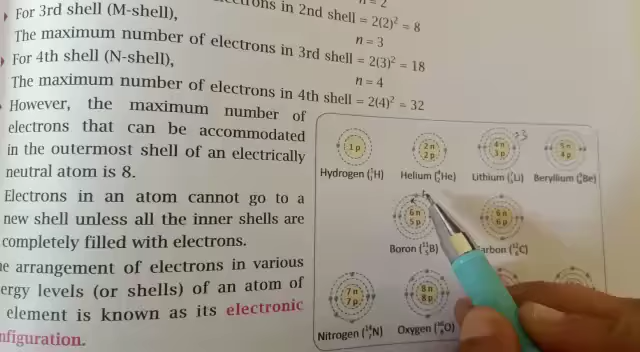 n = 2
electrons in 2nd shell = 2(2)² = 8
For 3rd shell (M-shell),
n = 3
The maximum number of electrons in 3rd shell = 2(3)² = 18
For 4th shell (N-shell),
n = 4
The maximum number of electrons in 4th shell = 2(4)² = 32
However, the maximum number of
electrons that can be accommodated
in the outermost shell of an electrically
neutral atom is 8.
Electrons in an atom cannot go to a
new shell unless all the inner shells are
completely filled with electrons.
arrangement of electrons in various
levels (or shells) of an atom of
element is known as its electronic
1 p
2 n
2 p
4 n
3 p
5 n
4 p
Hydrogen (¹₁H) Helium (⁴₂He) Lithium (⁷₃Li) Beryllium (⁹₄Be)
6 n
5 p
6 n
6 p
Boron (¹¹₅B)
(¹²₆C)
7 n
7 p
8 n
8 p
Nitrogen (¹⁴₇N) Oxygen